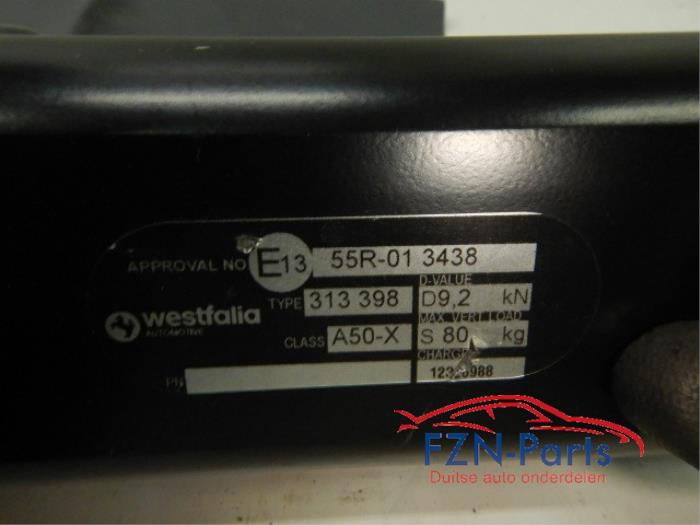 APPROVAL NO E13 55R-01 3438
D-VALUE
TYPE 313 398 D9,2 kN
westfalia
AUTOMOTIVE
MAX. VERT. LOAD
CLASS A50-X S 80 kg
CHARGE
FZN-Parts
Duitse auto onderdelen